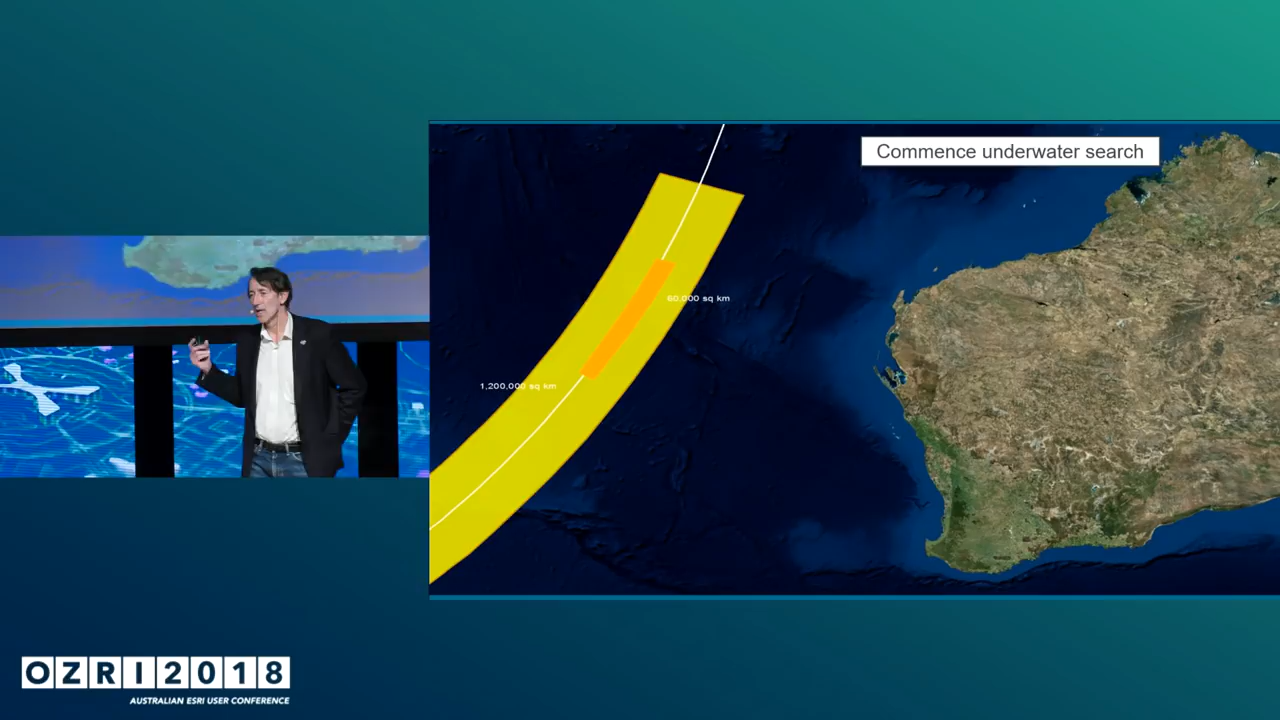 Commence underwater search
60,000 sq km
1,200,000 sq km
OZRI2018
AUSTRALIAN ESRI USER CONFERENCE